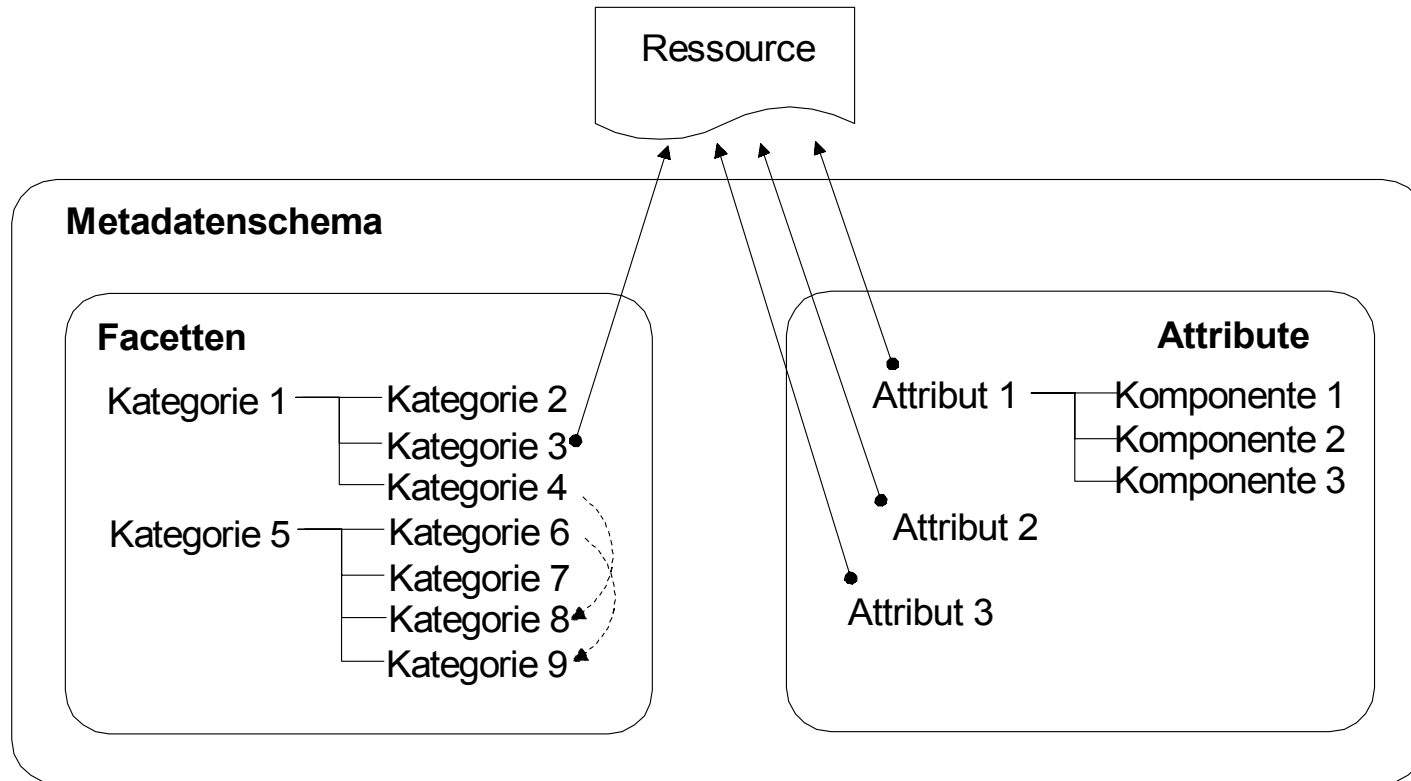 Ressource
Metadatenschema
Facetten
Kategorie 1
Kategorie 2
Kategorie 3
Kategorie 4
Kategorie 5
Kategorie 6
Kategorie 7
Kategorie 8
Kategorie 9
Attribute
Attribut 1
Komponente 1
Komponente 2
Komponente 3
Attribut 2
Attribut 3